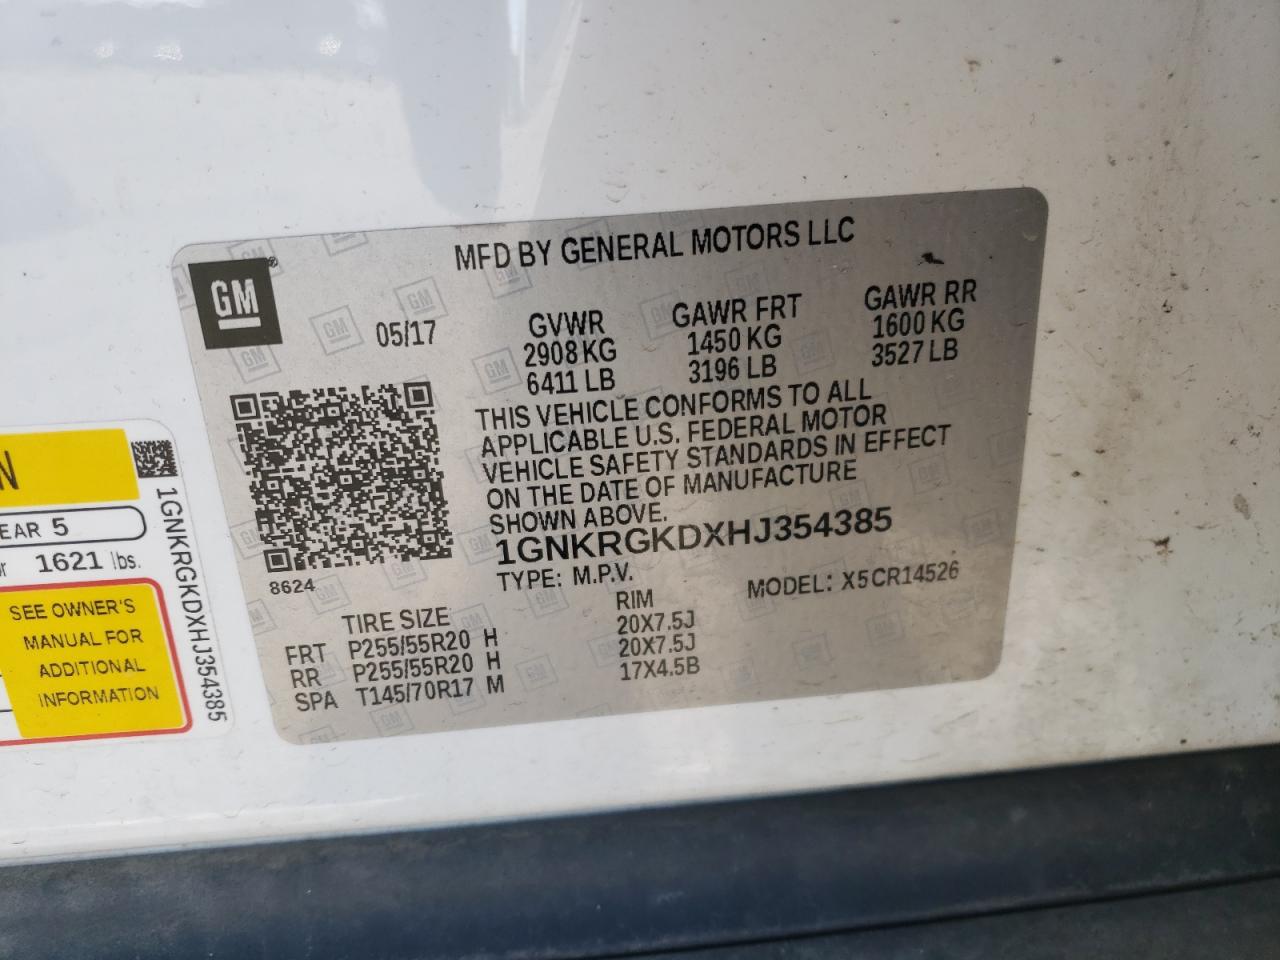 MFD BY GENERAL MOTORS LLC
GM®
05/17
GVWR
2908 KG
6411 LB
GAWR FRT
1450 KG
3196 LB
GAWR RR
1600 KG
3527 LB
THIS VEHICLE CONFORMS TO ALL
APPLICABLE U.S. FEDERAL MOTOR
VEHICLE SAFETY STANDARDS IN EFFECT
ON THE DATE OF MANUFACTURE
SHOWN ABOVE.
1GNKRGKDXHJ354385
TYPE: M.P.V.
MODEL: X5CR14526
8624
TIRE SIZE RIM
FRT P255/55R20 H 20X7.5J
RR P255/55R20 H 20X7.5J
SPA T145/70R17 M 17X4.5B
N
EAR 5
or 1621 lbs.
SEE OWNER'S
MANUAL FOR
ADDITIONAL
INFORMATION
1GNKRGKDXHJ354385